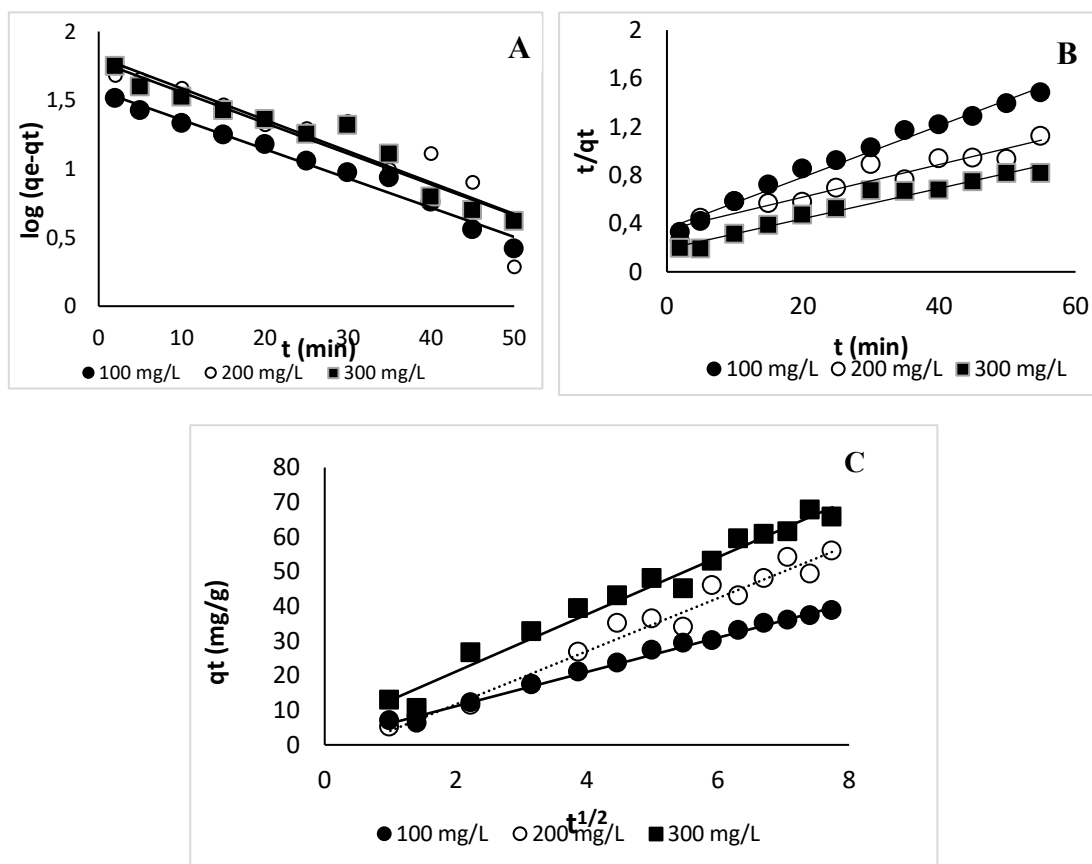 A
log (qe-qt)
2
1,5
1
0,5
0
0 10 20 30 40 50
t (min)
100 mg/L 200 mg/L 300 mg/L
B
t/qt
2
1,6
1,2
0,8
0,4
0
0 20 40 60
t (min)
100 mg/L 200 mg/L 300 mg/L
C
qt (mg/g)
80
70
60
50
40
30
20
10
0
0 2 4 6 8
t1/2
100 mg/L 200 mg/L 300 mg/L